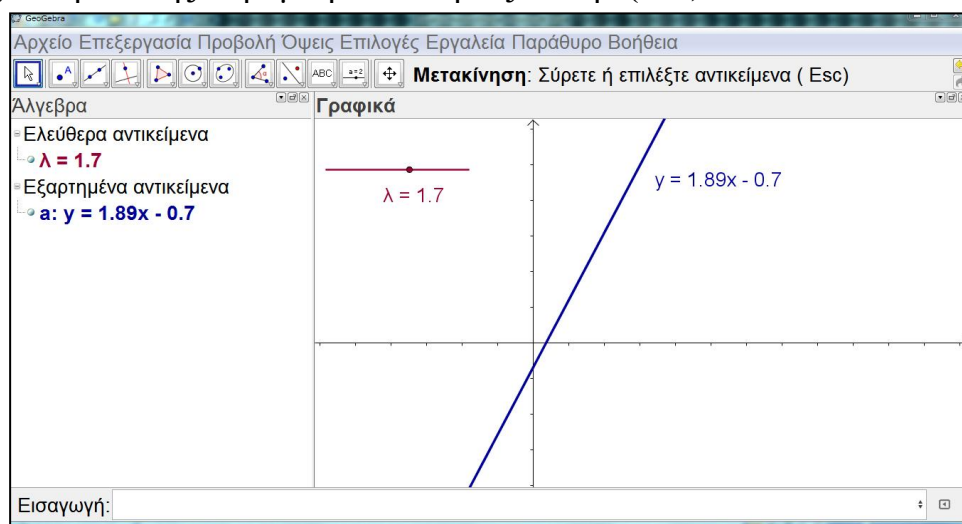 GeoGebra
Αρχείο Επεξεργασία Προβολή Όψεις Επιλογές Εργαλεία Παράθυρο Βοήθεια
ABC a=2 Μετακίνηση: Σύρετε ή επιλέξτε αντικείμενα ( Esc)
Άλγεβρα
Γραφικά
Ελεύθερα αντικείμενα
λ = 1.7
Εξαρτημένα αντικείμενα
a: y = 1.89x - 0.7
λ = 1.7
y = 1.89x - 0.7
Εισαγωγή: